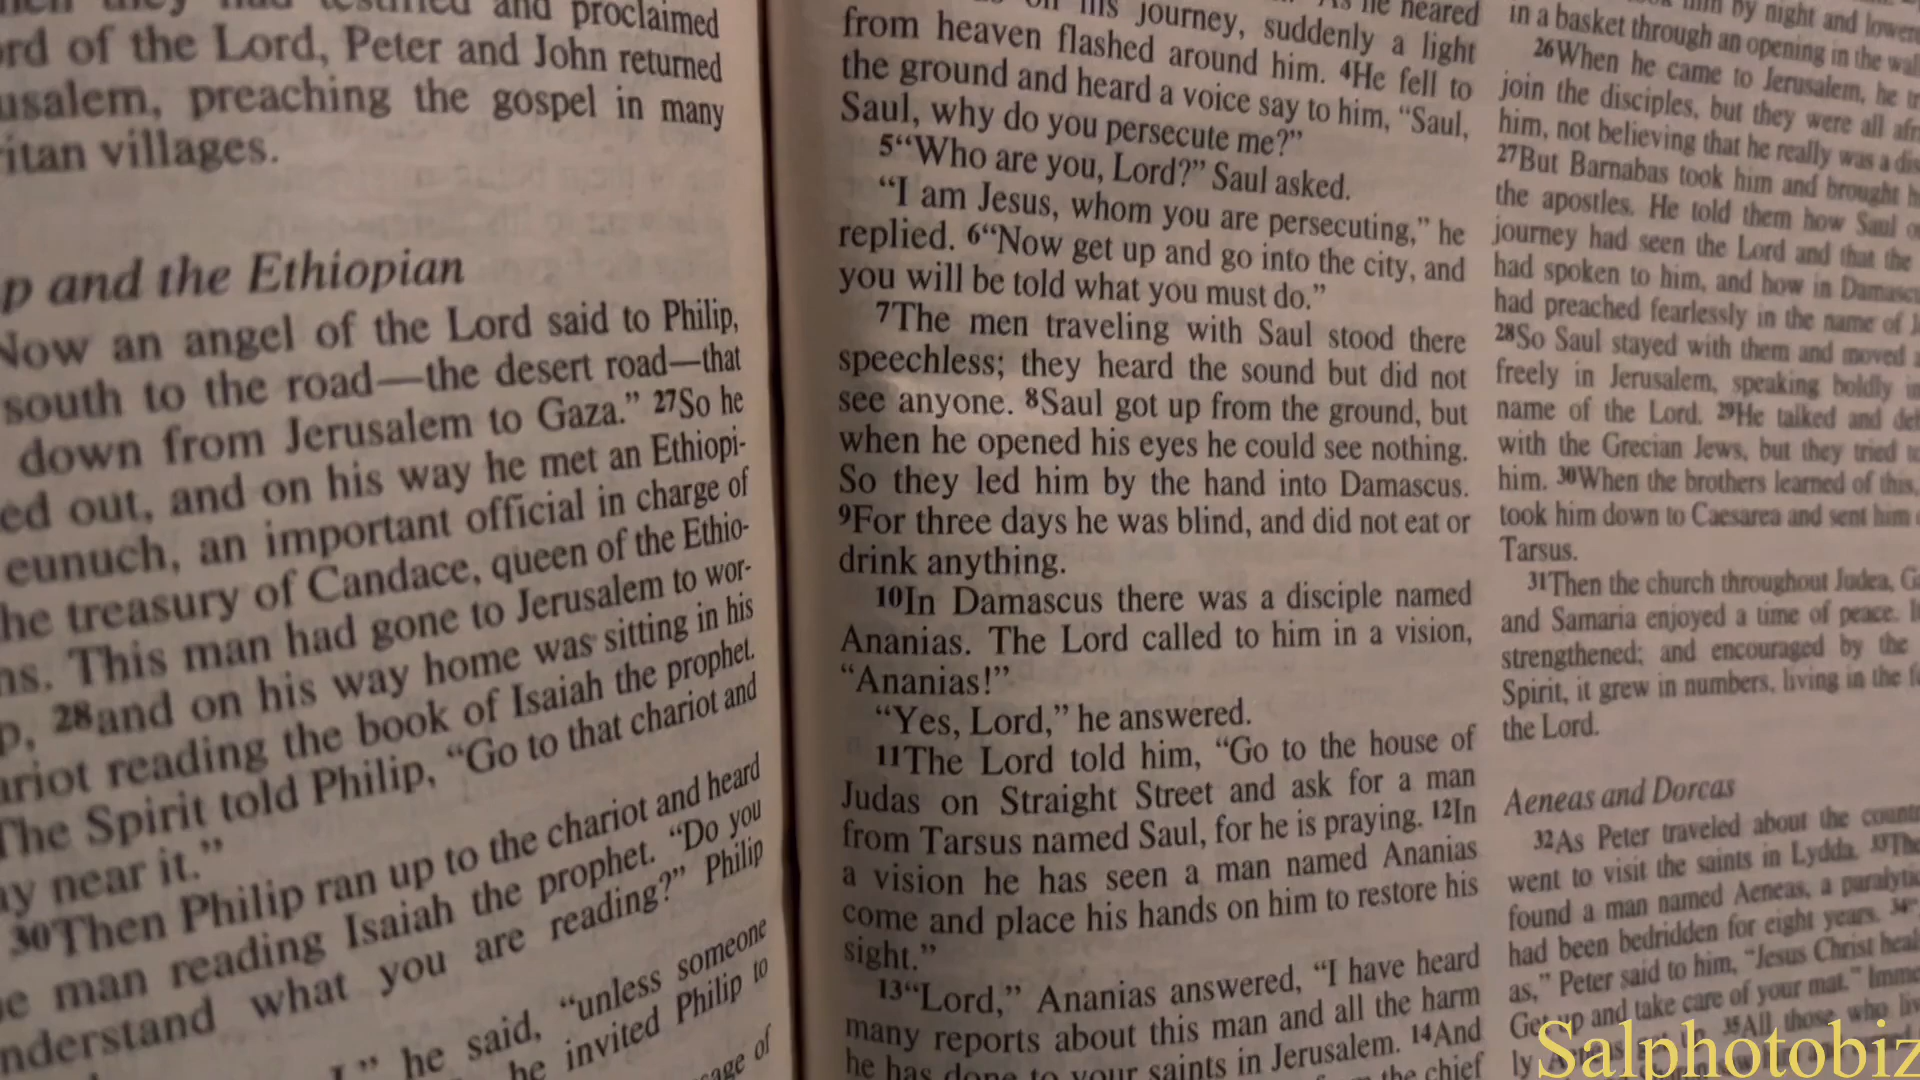 they had testified and proclaimed
of the Lord, Peter and John returned
preaching the gospel in many
villages.
and the Ethiopian
Now an angel of the Lord said to Philip,
south to the road—the desert road—that
down from Jerusalem to Gaza.” 27So he
out, and on his way he met an Ethiopi-
eunuch, an important official in charge of
the treasury of Candace, queen of the Ethio-
This man had gone to Jerusalem to wor-
28and on his way home was sitting in his
reading the book of Isaiah the prophet.
The Spirit told Philip, “Go to that chariot and
near it.”
30Then Philip ran up to the chariot and heard
man reading Isaiah the prophet. “Do you
what you are reading?” Philip
he said, “unless someone
he invited Philip to
of
his journey, suddenly a light
As he neared
from heaven flashed around him. 4He fell to
the ground and heard a voice say to him, “Saul,
Saul, why do you persecute me?”
5“Who are you, Lord?” Saul asked.
“I am Jesus, whom you are persecuting,” he
replied. 6“Now get up and go into the city, and
you will be told what you must do.”
7The men traveling with Saul stood there
speechless; they heard the sound but did not
see anyone. 8Saul got up from the ground, but
when he opened his eyes he could see nothing.
So they led him by the hand into Damascus.
9For three days he was blind, and did not eat or
drink anything.
10In Damascus there was a disciple named
Ananias. The Lord called to him in a vision,
“Ananias!”
“Yes, Lord,” he answered.
11The Lord told him, “Go to the house of
Judas on Straight Street and ask for a man
from Tarsus named Saul, for he is praying. 12In
a vision he has seen a man named Ananias
come and place his hands on him to restore his
sight.”
13“Lord,” Ananias answered, “I have heard
many reports about this man and all the harm
he has done to your saints in Jerusalem. 14And
the chief
him by night and
in a basket through an opening in the
26When he came to Jerusalem, he
join the disciples, but they were all
him, not believing that he really was a
27But Barnabas took him and brought
the apostles. He told them how Saul
journey had seen the Lord and that the
had spoken to him, and how in
had preached fearlessly in the name of
28So Saul stayed with them and moved
freely in Jerusalem, speaking boldly
name of the Lord. 29He talked and
with the Grecian Jews, but they tried
him. 30When the brothers learned of this,
took him down to Caesarea and sent him
Tarsus.
31Then the church throughout Judea,
and Samaria enjoyed a time of peace.
strengthened; and encouraged by the
Spirit, it grew in numbers, living in the
the Lord.
Aeneas and Dorcas
32As Peter traveled about the
went to visit the saints in Lydda.
found a man named Aeneas, a
had been bedridden for eight years.
as,” Peter said to him, “Jesus Christ
Get up and take care of your mat.”
35All those who
Salphotobiz